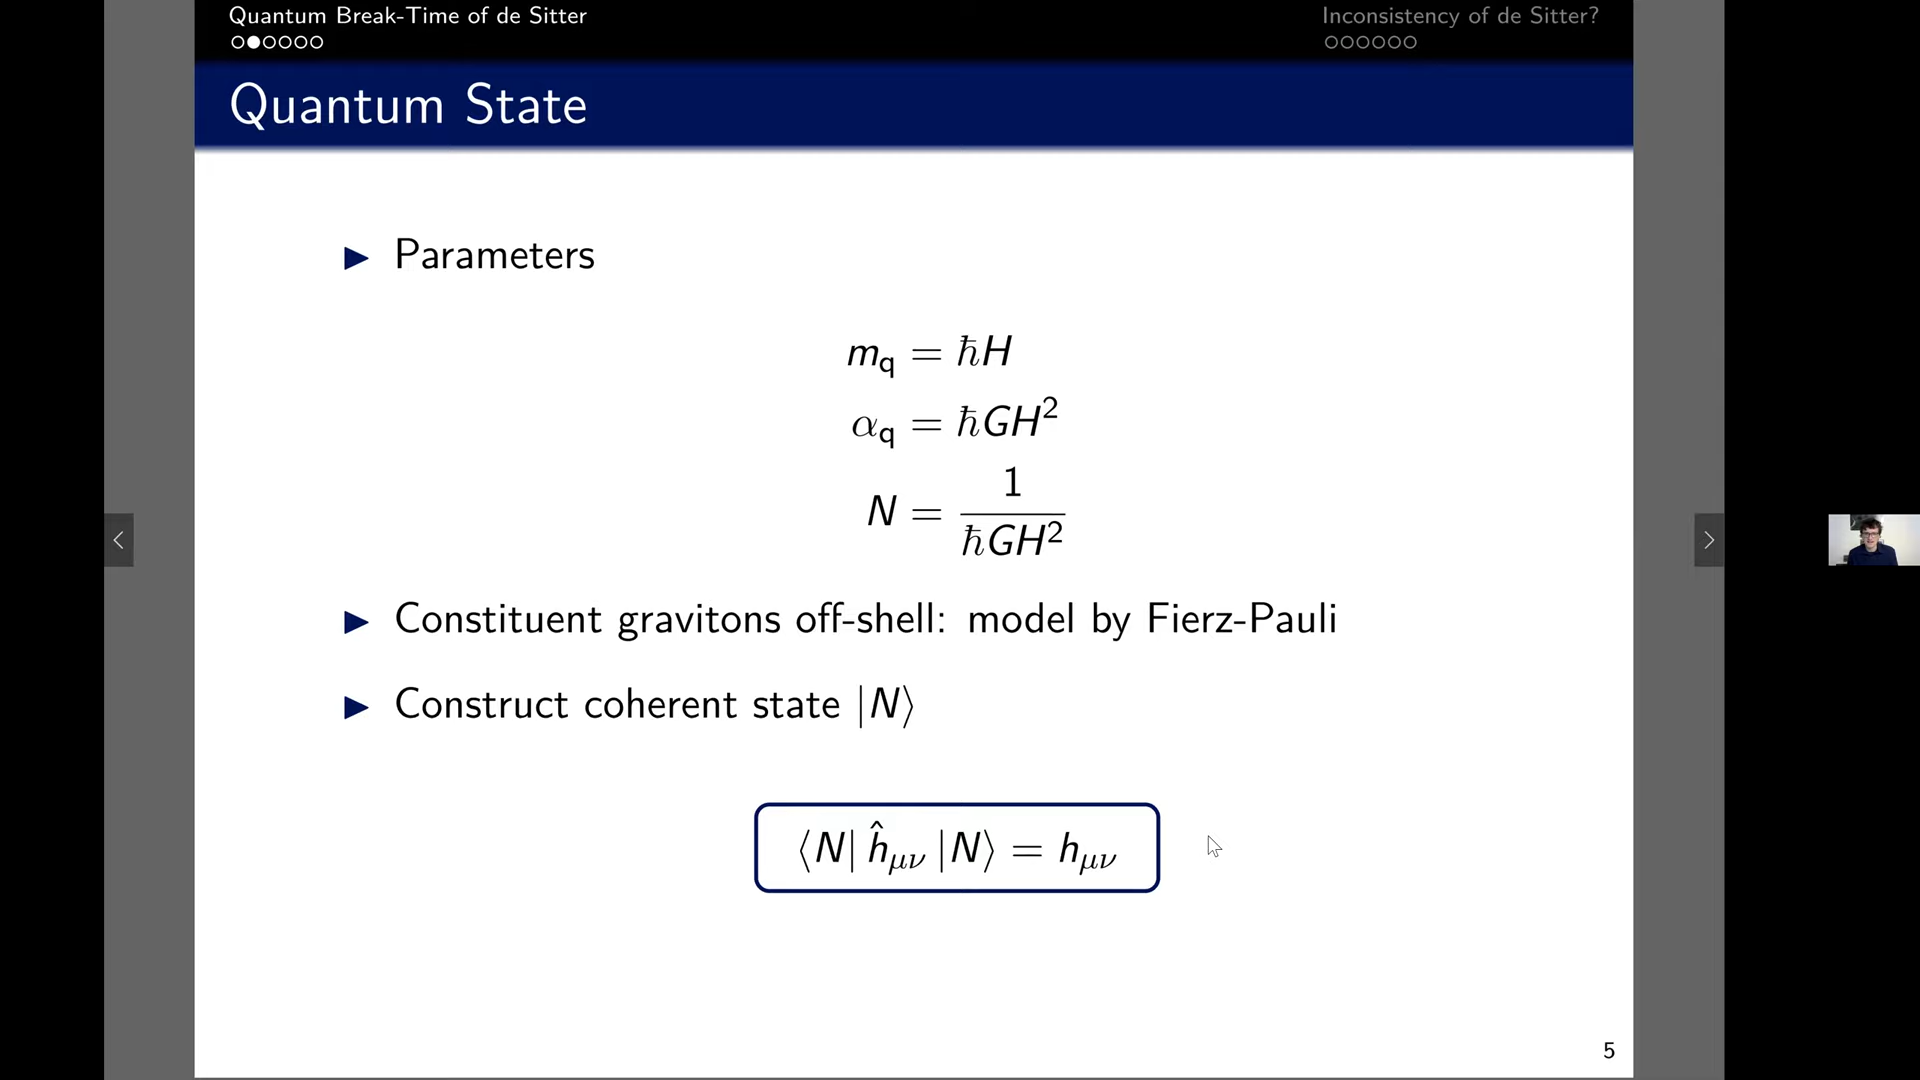 Quantum Break-Time of de Sitter
Inconsistency of de Sitter?
Quantum State
▶ Parameters
m_q = ħH
α_q = ħGH²
N = 1/ħGH²
▶ Constituent gravitons off-shell: model by Fierz-Pauli
▶ Construct coherent state |N⟩
⟨N| ĥ_μν |N⟩ = h_μν
5